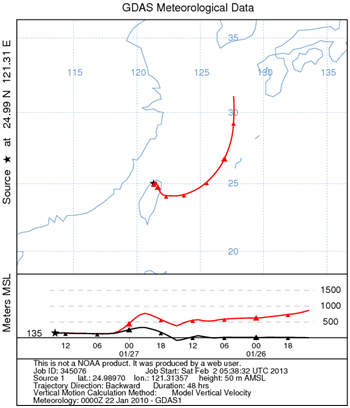 GDAS Meteorological Data
Source ★ at 24.99 N 121.31 E
35
115
120
125
130
135
30
25
20
Meters MSL
1500
1000
500
135
12 06 00 18 12 06 00 18
01/27 01/26
This is not a NOAA product. It was produced by a web user.
Job ID: 345076 Job Start: Sat Feb 2 05:38:32 UTC 2013
Source 1 lat.: 24.98970 lon.: 121.31357 height: 50 m AMSL
Trajectory Direction: Backward Duration: 48 hrs
Vertical Motion Calculation Method: Model Vertical Velocity
Meteorology: 0000Z 22 Jan 2010 - GDAS1